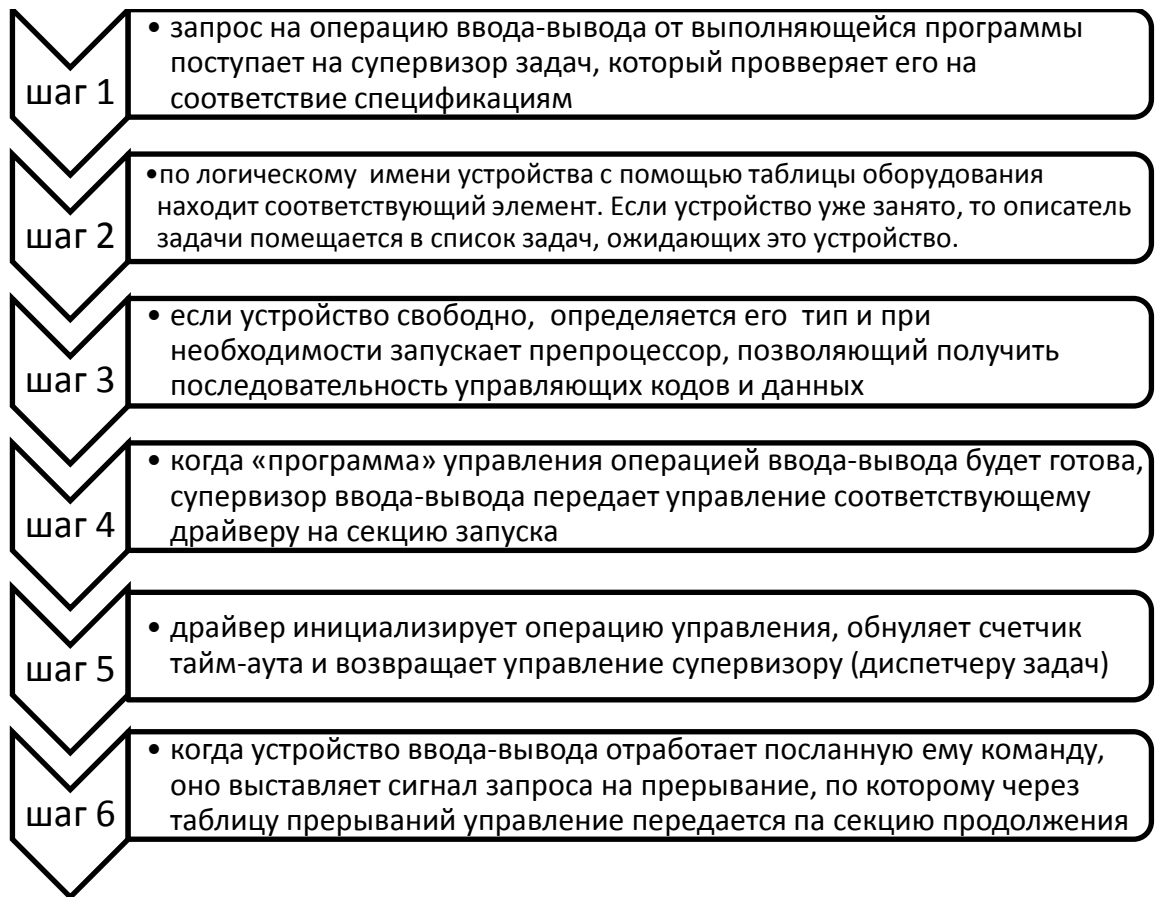 шаг 1
• запрос на операцию ввода-вывода от выполняющейся программы
поступает на супервизор задач, который провверяет его на
соответствие спецификациям
шаг 2
•по логическому имени устройства с помощью таблицы оборудования
находит соответствующий элемент. Если устройство уже занято, то описатель
задачи помещается в список задач, ожидающих это устройство.
шаг 3
• если устройство свободно, определяется его тип и при
необходимости запускает препроцессор, позволяющий получить
последовательность управляющих кодов и данных
шаг 4
• когда «программа» управления операцией ввода-вывода будет готова,
супервизор ввода-вывода передает управление соответствующему
драйверу на секцию запуска
шаг 5
• драйвер инициализирует операцию управления, обнуляет счетчик
тайм-аута и возвращает управление супервизору (диспетчеру задач)
шаг 6
• когда устройство ввода-вывода отработает посланную ему команду,
оно выставляет сигнал запроса на прерывание, по которому через
таблицу прерываний управление передается па секцию продолжения